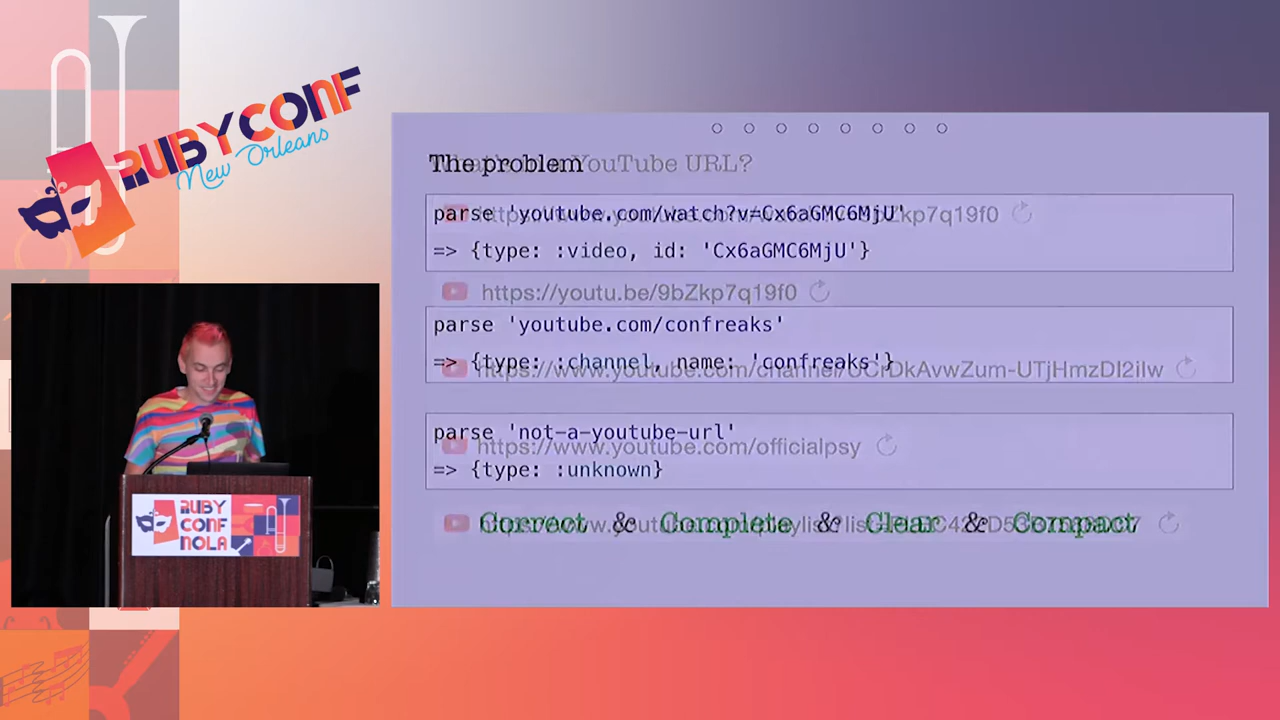 RUBYCONF
New Orleans
The problem
YouTube URL?
parse 'youtube.com/watch?v=Cx6aGMC6MjU'
=> {type: :video, id: 'Cx6aGMC6MjU'}
https://youtu.be/9bZkp7q19f0
parse 'youtube.com/confreaks'
=> {type: :channel, name: 'confreaks'}
parse 'not-a-youtube-url'
https://www.youtube.com/officialpsy
=> {type: :unknown}
Correct & Complete & Clear & Compact
RUBY
CONF
NOLA